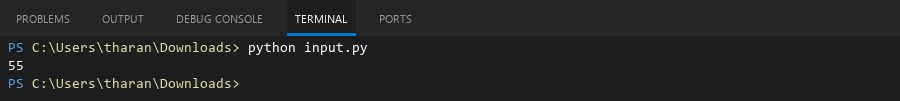 PROBLEMS OUTPUT DEBUG CONSOLE TERMINAL PORTS
PS C:\Users\tharan\Downloads> python input.py
55
PS C:\Users\tharan\Downloads>